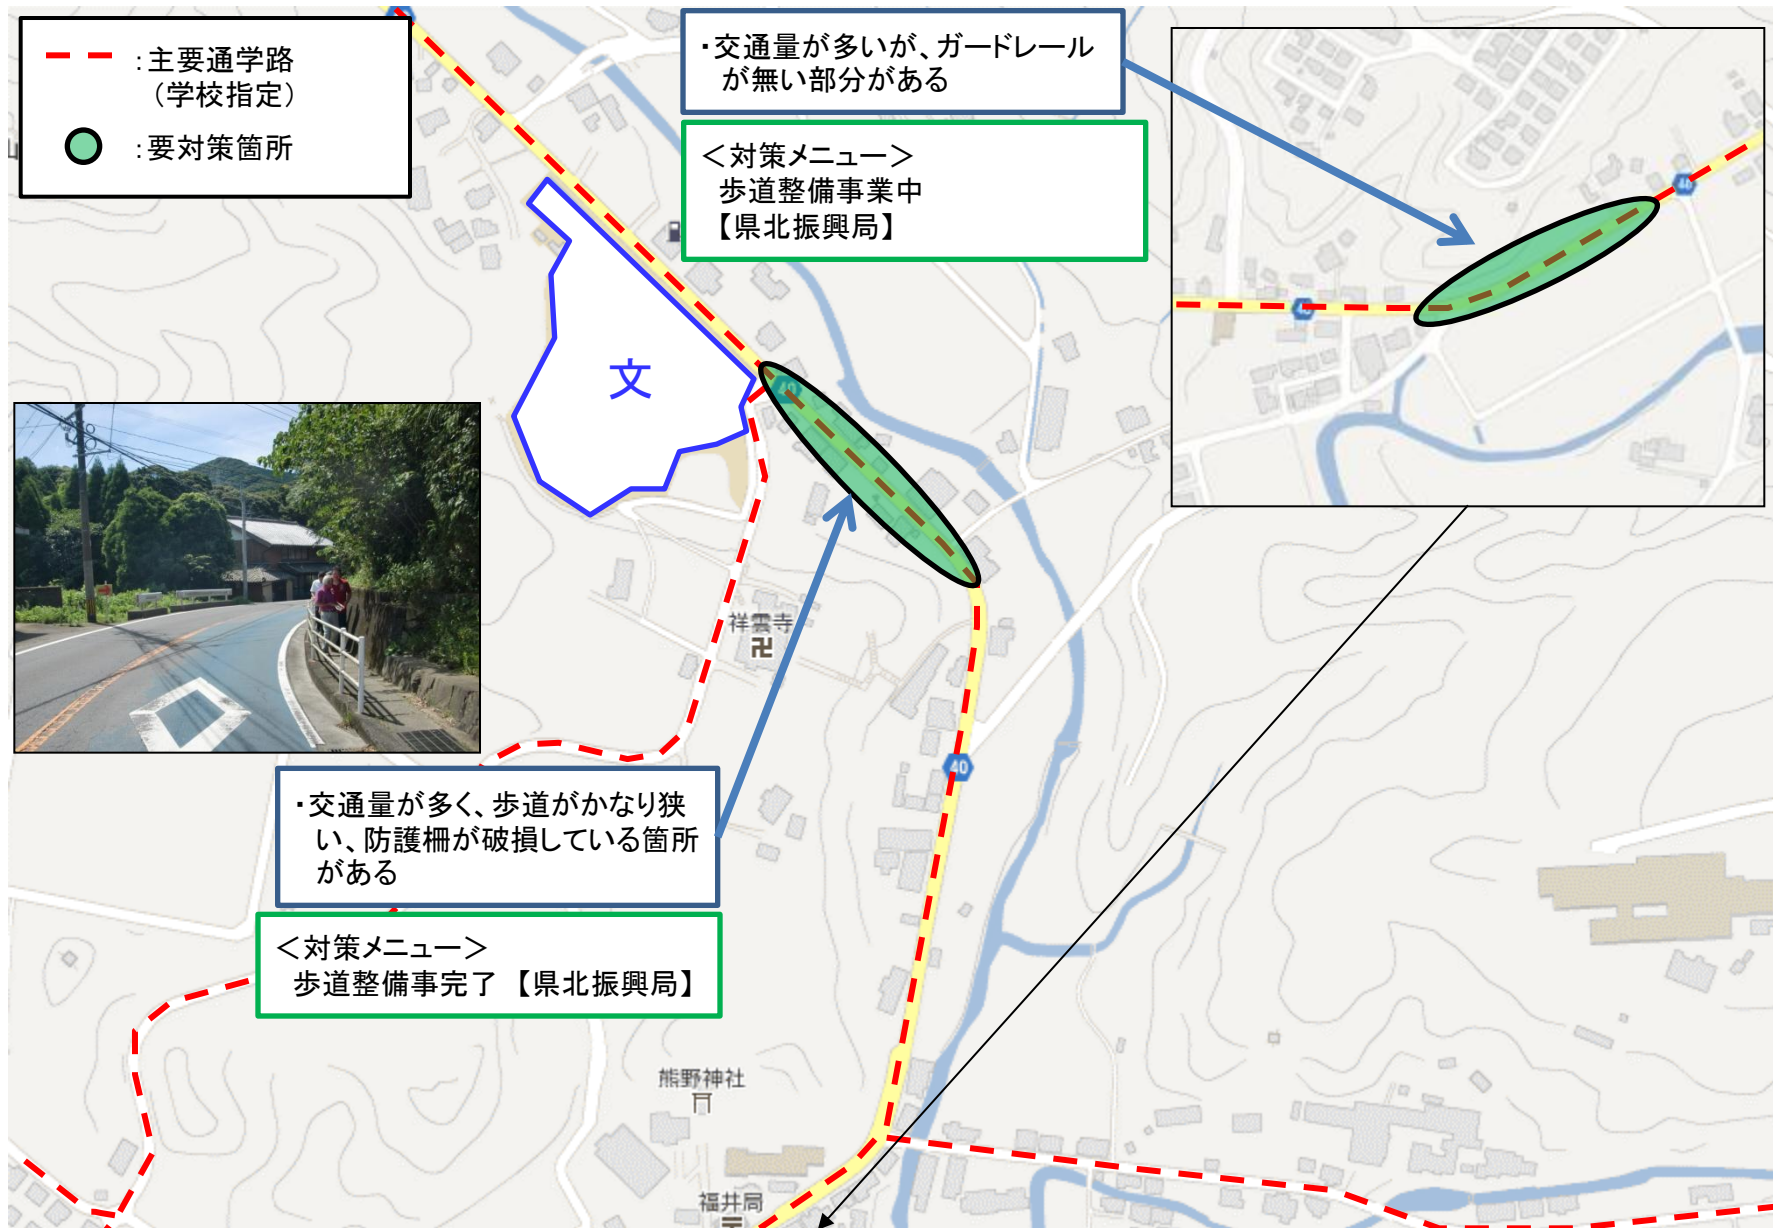 ：主要通学路
（学校指定）
：要対策箇所
・交通量が多いが、ガードレール
が無い部分がある
＜対策メニュー＞
歩道整備事業中
【県北振興局】
文
40
祥雲寺
40
・交通量が多く、歩道がかなり狭
い、防護柵が破損している箇所
がある
＜対策メニュー＞
歩道整備事完了 【県北振興局】
熊野神社
福井局